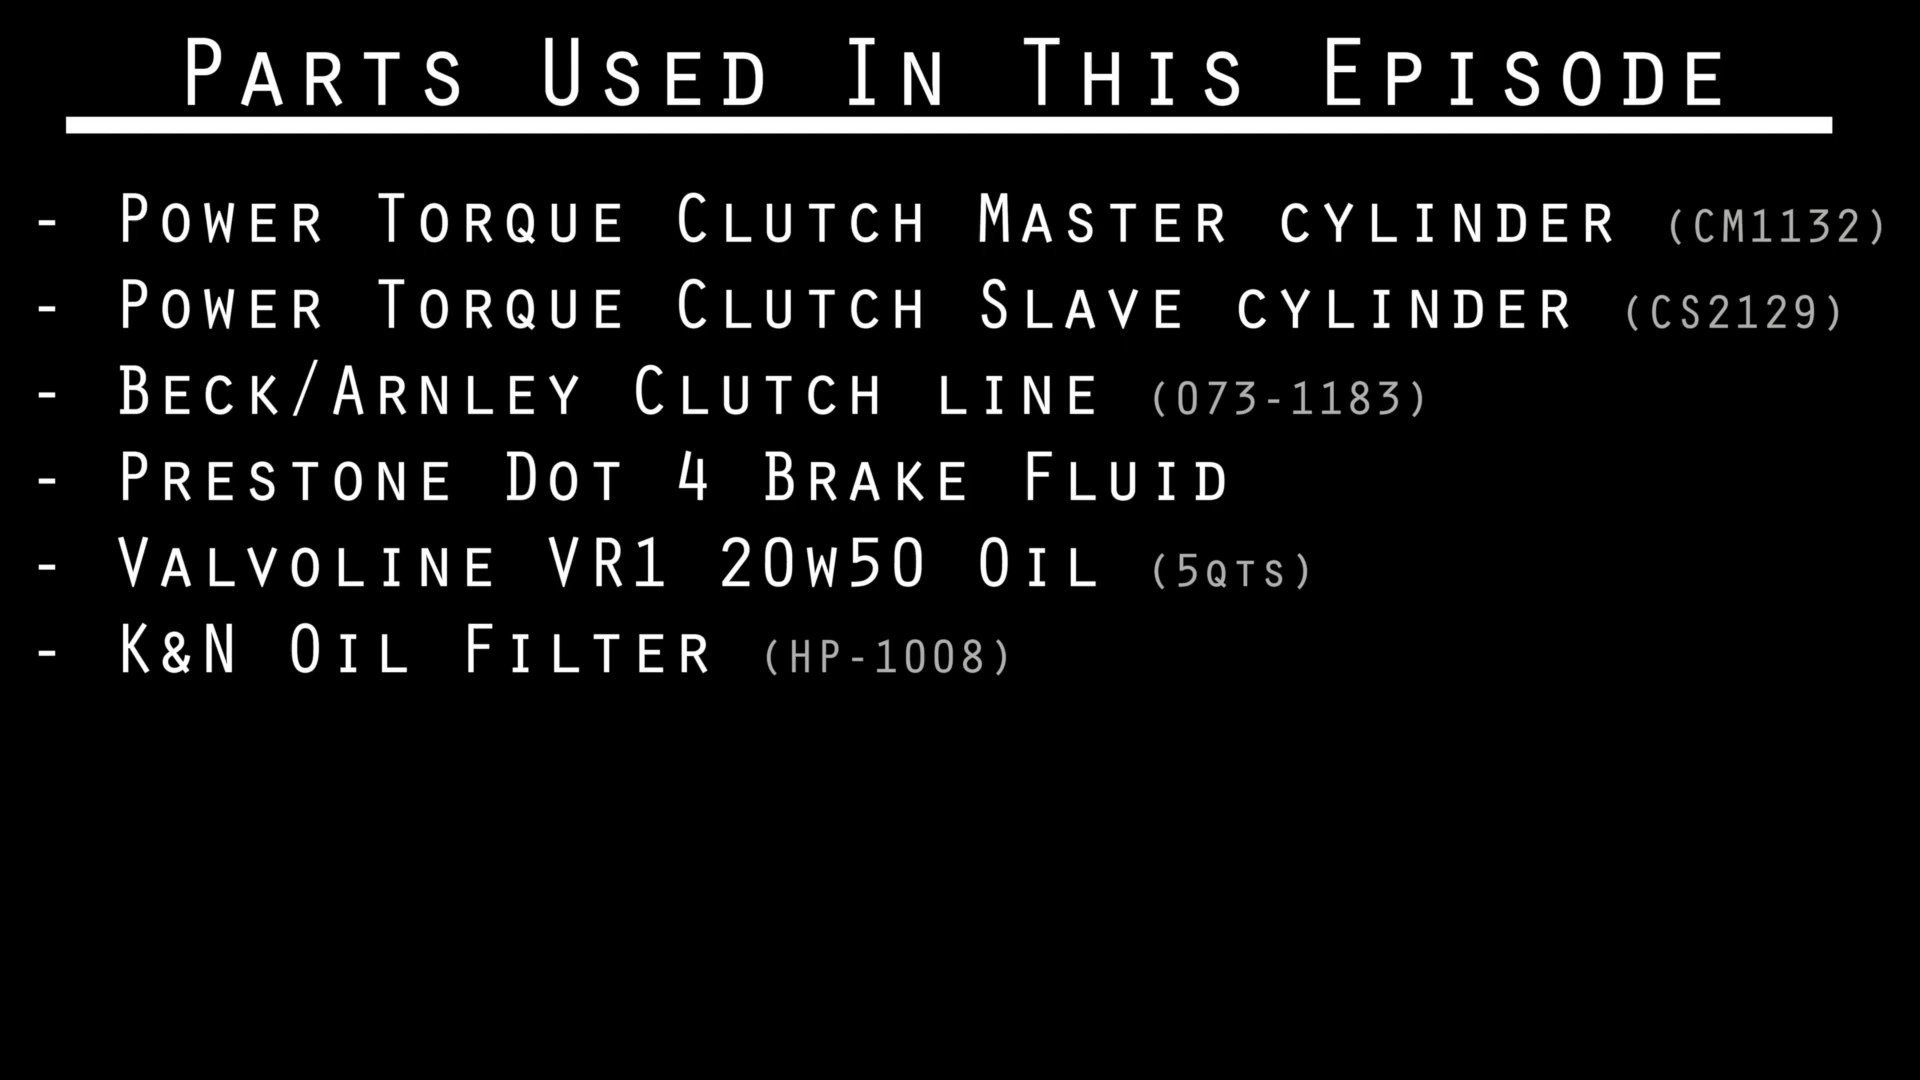 Parts Used In This Episode
- Power Torque Clutch Master cylinder (CM1132)
- Power Torque Clutch Slave cylinder (CS2129)
- Beck/Arnley Clutch line (073-1183)
- Prestone Dot 4 Brake Fluid
- Valvoline VR1 20w50 Oil (5qts)
- K&N Oil Filter (HP-1008)